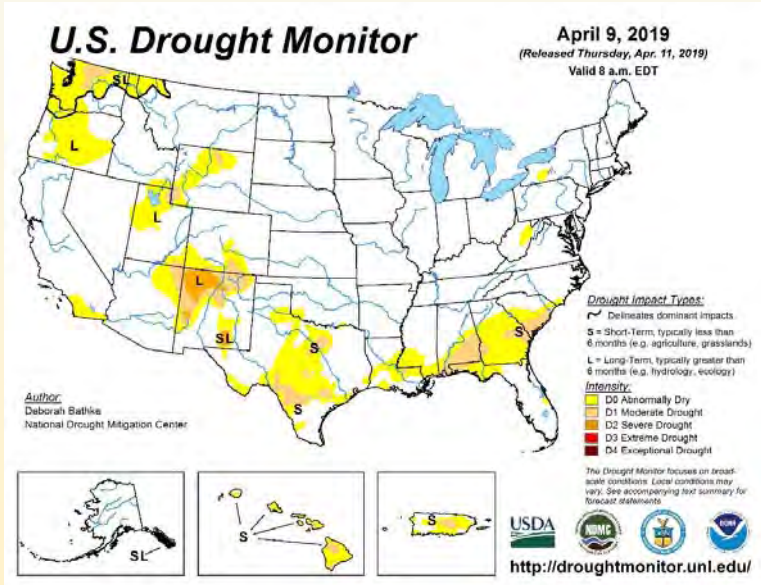 U.S. Drought Monitor
April 9, 2019
(Released Thursday, Apr. 11, 2019)
Valid 8 a.m. EDT
SL
L
L
L
SL
S
S
S
Drought Impact Types:
Delineates dominant impacts
S = Short-Term, typically less than
6 months (e.g. agriculture, grasslands)
L = Long-Term, typically greater than
6 months (e.g. hydrology, ecology)
Intensity:
D0 Abnormally Dry
D1 Moderate Drought
D2 Severe Drought
D3 Extreme Drought
D4 Exceptional Drought
Author:
Deborah Bathke
National Drought Mitigation Center
The Drought Monitor focuses on broad-
scale conditions. Local conditions may
vary. See accompanying text summary for
forecast statements.
SL
S
S
USDA
NDMC
http://droughtmonitor.unl.edu/